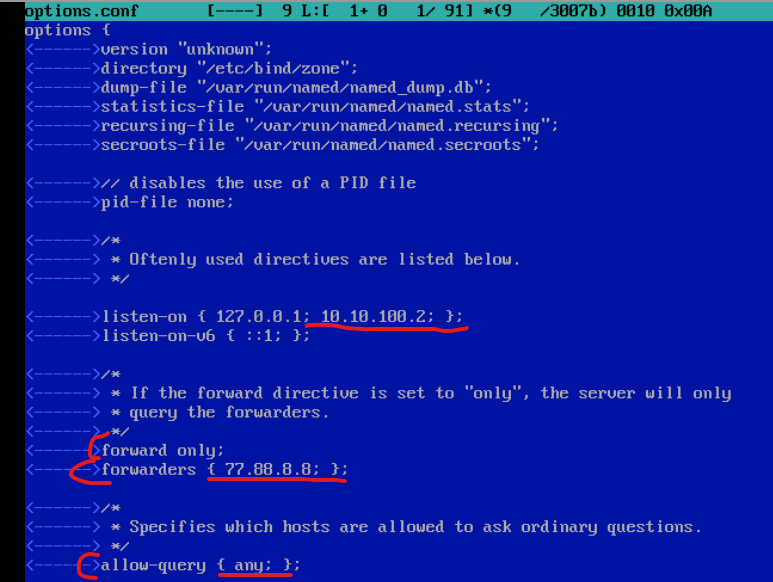 options.conf [----] 9 L:[ 1+ 0 1/ 91] *(9 /3007b) 0010 0x00A
options {
<------>version "unknown";
<------>directory "/etc/bind/zone";
<------>dump-file "/var/run/named/named_dump.db";
<------>statistics-file "/var/run/named/named.stats";
<------>recursing-file "/var/run/named/named.recursing";
<------>secroots-file "/var/run/named/named.secroots";
<------>// disables the use of a PID file
<------>pid-file none;
<------>/*
<------> * Oftenly used directives are listed below.
<------> */
<------>listen-on { 127.0.0.1; 10.10.100.2; };
<------>listen-on-v6 { ::1; };
<------>/*
<------> * If the forward directive is set to "only", the server will only
<------> * query the forwarders.
<------> */
<------>forward only;
<------>forwarders { 77.88.8.8; };
<------>/*
<------> * Specifies which hosts are allowed to ask ordinary questions.
<------> */
<------>allow-query { any; };